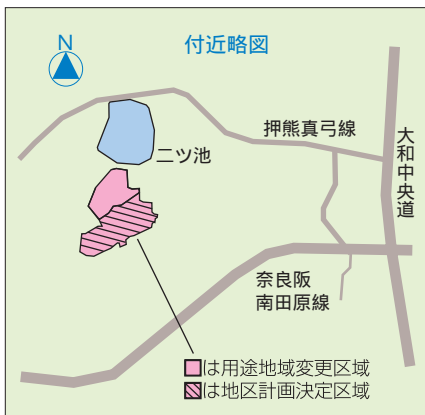 付近略図
N
押熊真弓線
大和中央道
二ツ池
奈良阪
南田原線
は用途地域変更区域
は地区計画決定区域